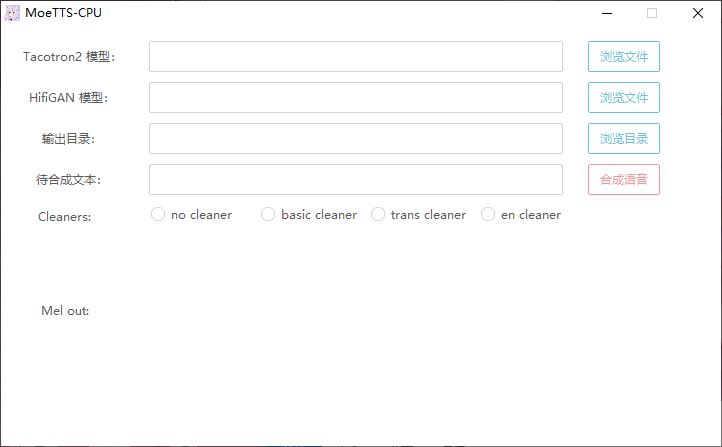 MoeTTS-CPU
Tacotron2 模型： 浏览文件
HifiGAN 模型： 浏览文件
输出目录： 浏览目录
待合成文本： 合成语音
Cleaners: no cleaner basic cleaner trans cleaner en cleaner
Mel out: